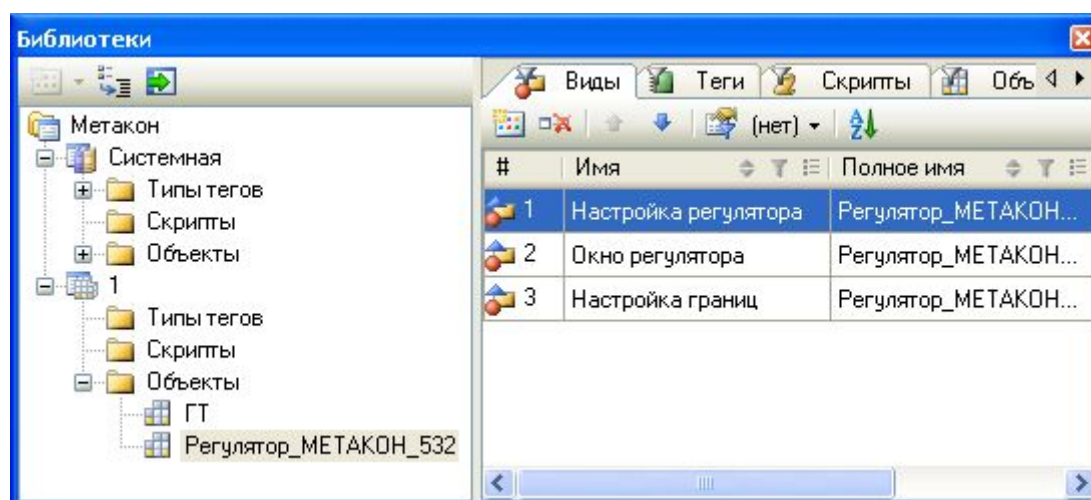 Библиотеки
Метакон
Системная
Типы тегов
Скрипты
Объекты
1
Типы тегов
Скрипты
Объекты
ГТ
Регулятор_МЕТАКОН_532
Виды Теги Скрипты Объ
(нет)
# Имя Полное имя
1 Настройка регулятора Регулятор_МЕТАКОН...
2 Окно регулятора Регулятор_МЕТАКОН...
3 Настройка границ Регулятор_МЕТАКОН...